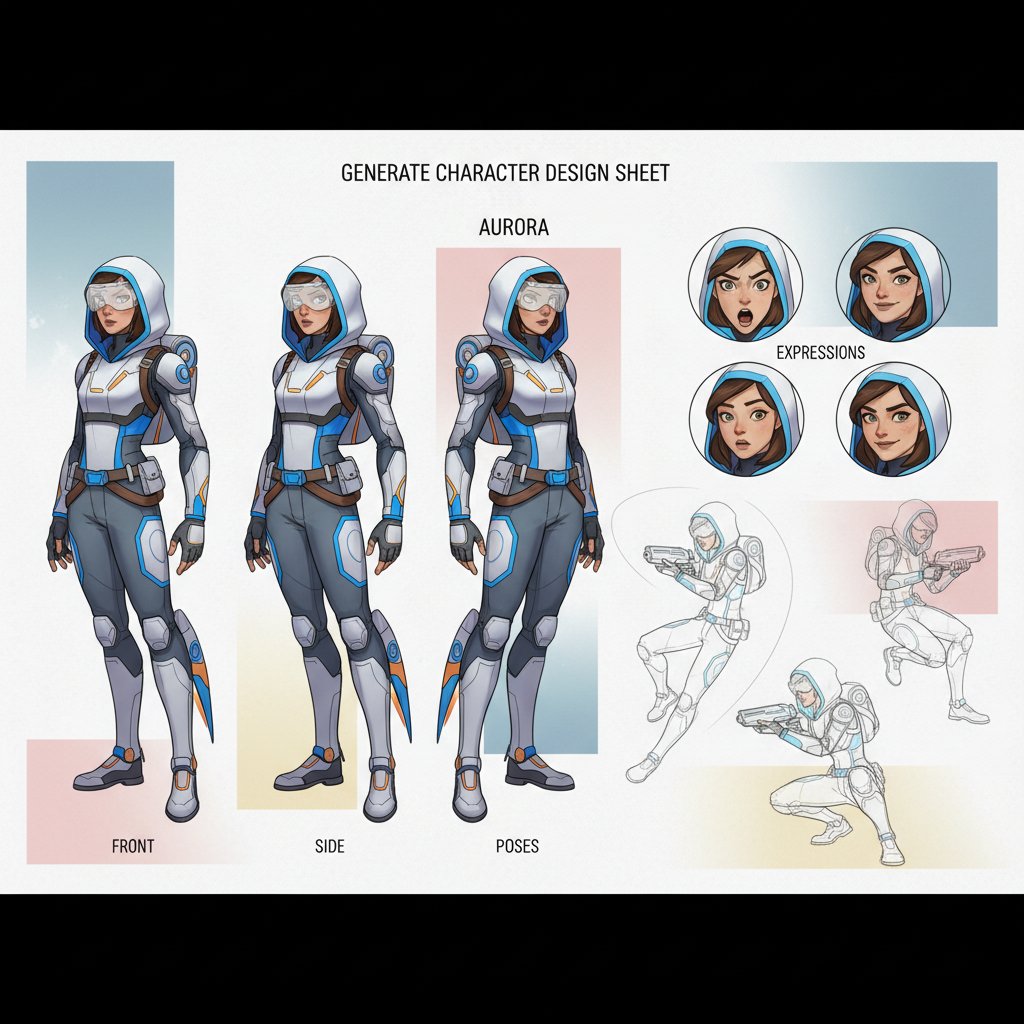 GENERATE CHARACTER DESIGN SHEET
AURORA
EXPRESSIONS
FRONT
SIDE
POSES